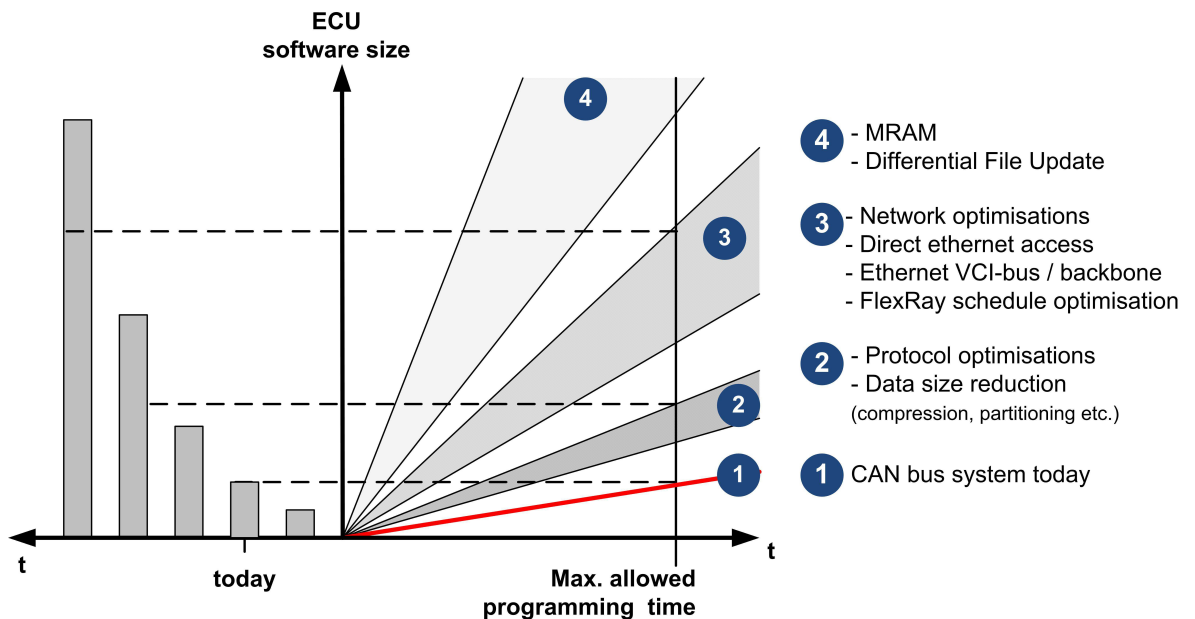 ECU
software size
4
3
2
1
t
today
Max. allowed
programming time
t
4
- MRAM
- Differential File Update
3
- Network optimisations
- Direct ethernet access
- Ethernet VCI-bus / backbone
- FlexRay schedule optimisation
2
- Protocol optimisations
- Data size reduction
(compression, partitioning etc.)
1
CAN bus system today